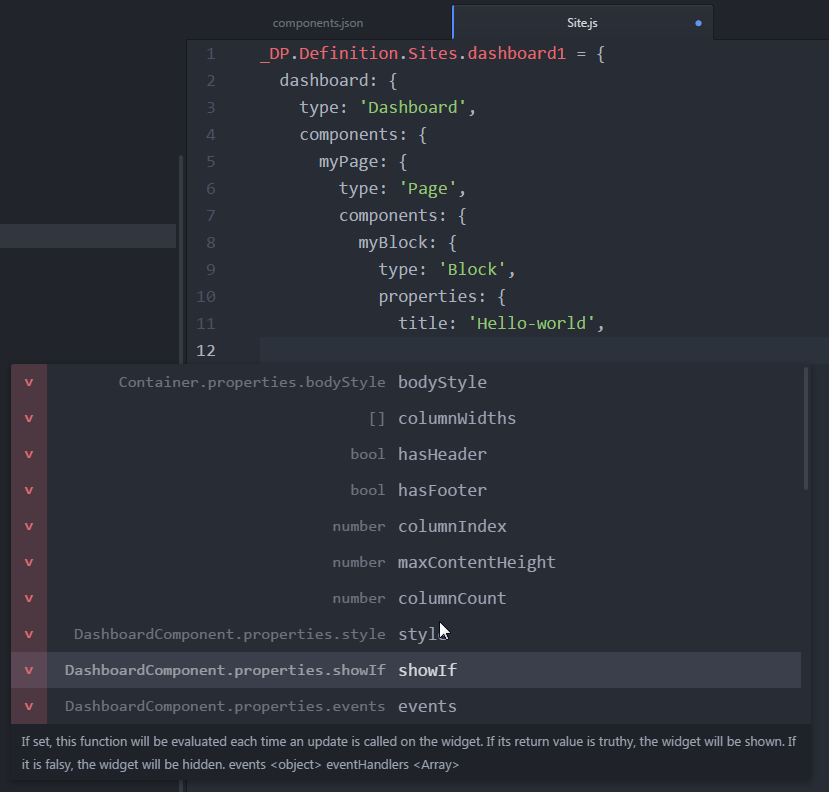 components.json
Site.js
1 _DP.Definition.Sites.dashboard1 = {
2 dashboard: {
3 type: 'Dashboard',
4 components: {
5 myPage: {
6 type: 'Page',
7 components: {
8 myBlock: {
9 type: 'Block',
10 properties: {
11 title: 'Hello-world',
12
v Container.properties.bodyStyle bodyStyle
v [] columnWidths
v bool hasHeader
v bool hasFooter
v number columnIndex
v number maxContentHeight
v number columnCount
v DashboardComponent.properties.style style
v DashboardComponent.properties.showIf showIf
v DashboardComponent.properties.events events
If set, this function will be evaluated each time an update is called on the widget. If its return value is truthy, the widget will be shown. If
it is falsy, the widget will be hidden. events <object> eventHandlers <Array>